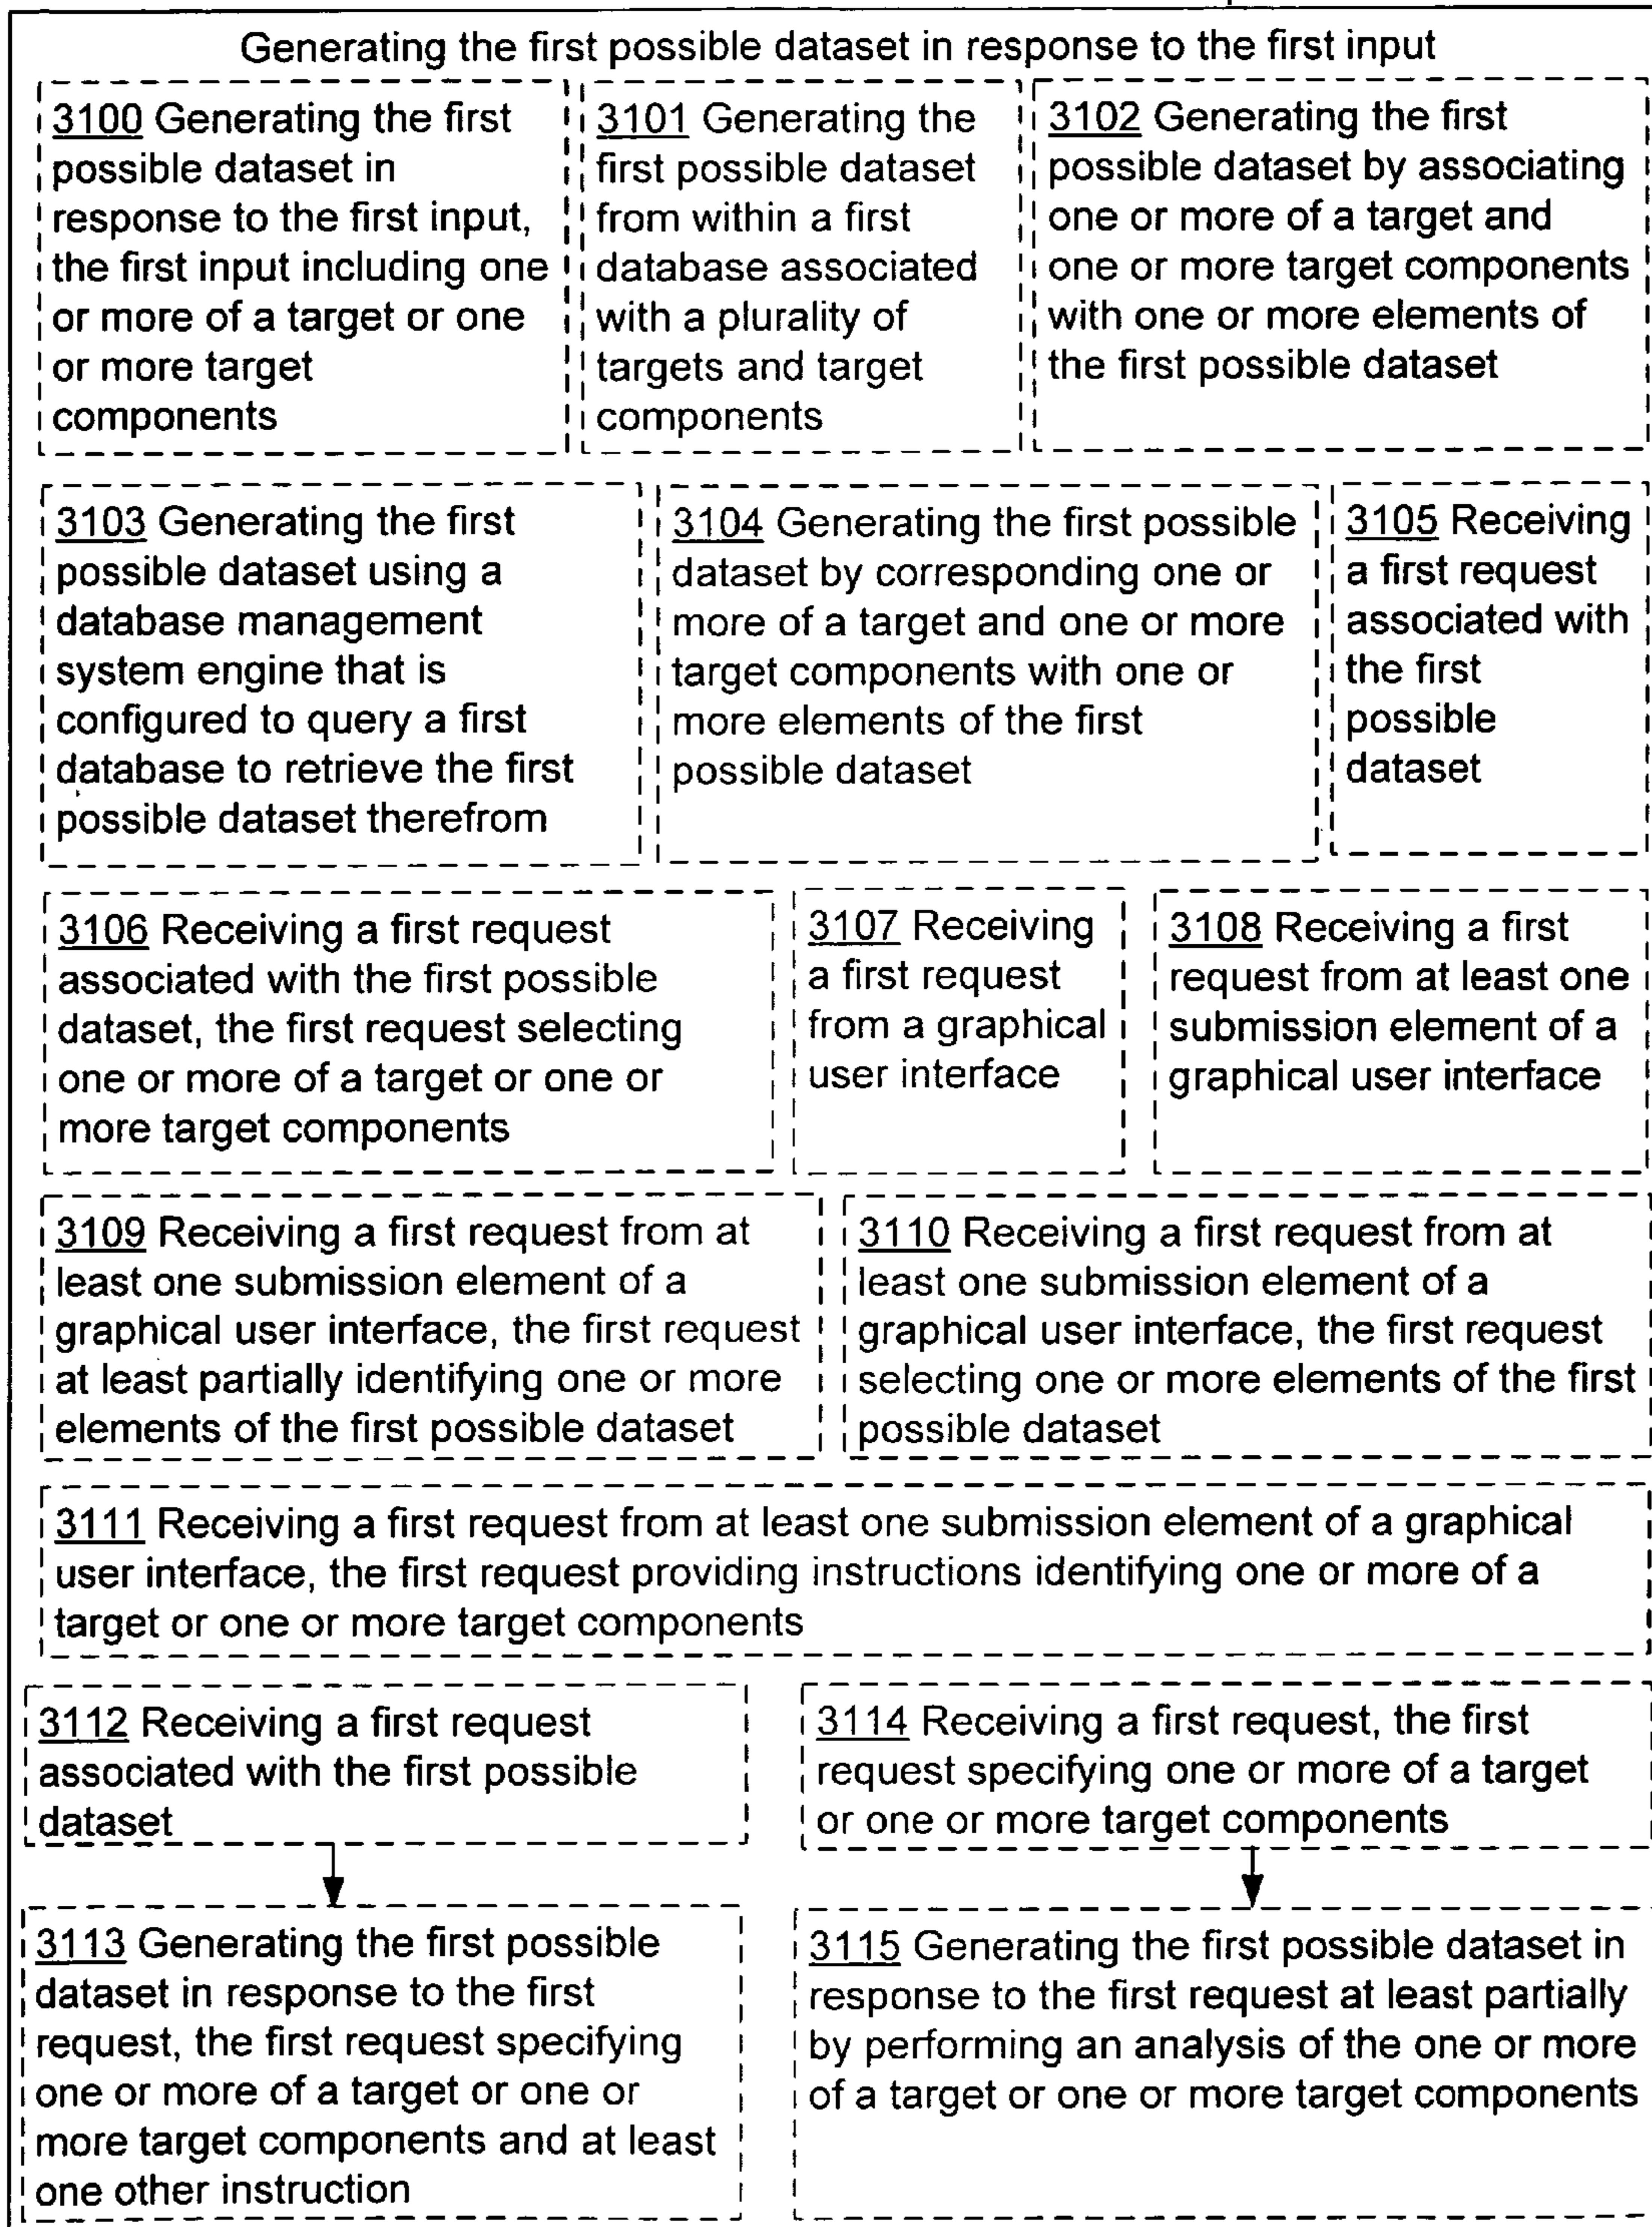 Generating the first possible dataset in response to the first input
3100 Generating the first
possible dataset in
response to the first input,
the first input including one
or more of a target or one
or more target
components
3101 Generating the
first possible dataset
from within a first
database associated
with a plurality of
targets and target
components
3102 Generating the first
possible dataset by associating
one or more of a target and
one or more target components
with one or more elements of
the first possible dataset
3103 Generating the first
possible dataset using a
database management
system engine that is
configured to query a first
database to retrieve the first
possible dataset therefrom
3104 Generating the first possible
dataset by corresponding one or
more of a target and one or more
target components with one or
more elements of the first
possible dataset
3105 Receiving
a first request
associated with
the first
possible
dataset
3106 Receiving a first request
associated with the first possible
dataset, the first request selecting
one or more of a target or one or
more target components
3107 Receiving
a first request
from a graphical
user interface
3108 Receiving a first
request from at least one
submission element of a
graphical user interface
3109 Receiving a first request from at
least one submission element of a
graphical user interface, the first request
at least partially identifying one or more
elements of the first possible dataset
3110 Receiving a first request from at
least one submission element of a
graphical user interface, the first request
selecting one or more elements of the first
possible dataset
3111 Receiving a first request from at least one submission element of a graphical
user interface, the first request providing instructions identifying one or more of a
target or one or more target components
3112 Receiving a first request
associated with the first possible
dataset
3114 Receiving a first request, the first
request specifying one or more of a target
or one or more target components
3113 Generating the first possible
dataset in response to the first
request, the first request specifying
one or more of a target or one or
more target components and at least
one other instruction
3115 Generating the first possible dataset in
response to the first request at least partially
by performing an analysis of the one or more
of a target or one or more target components